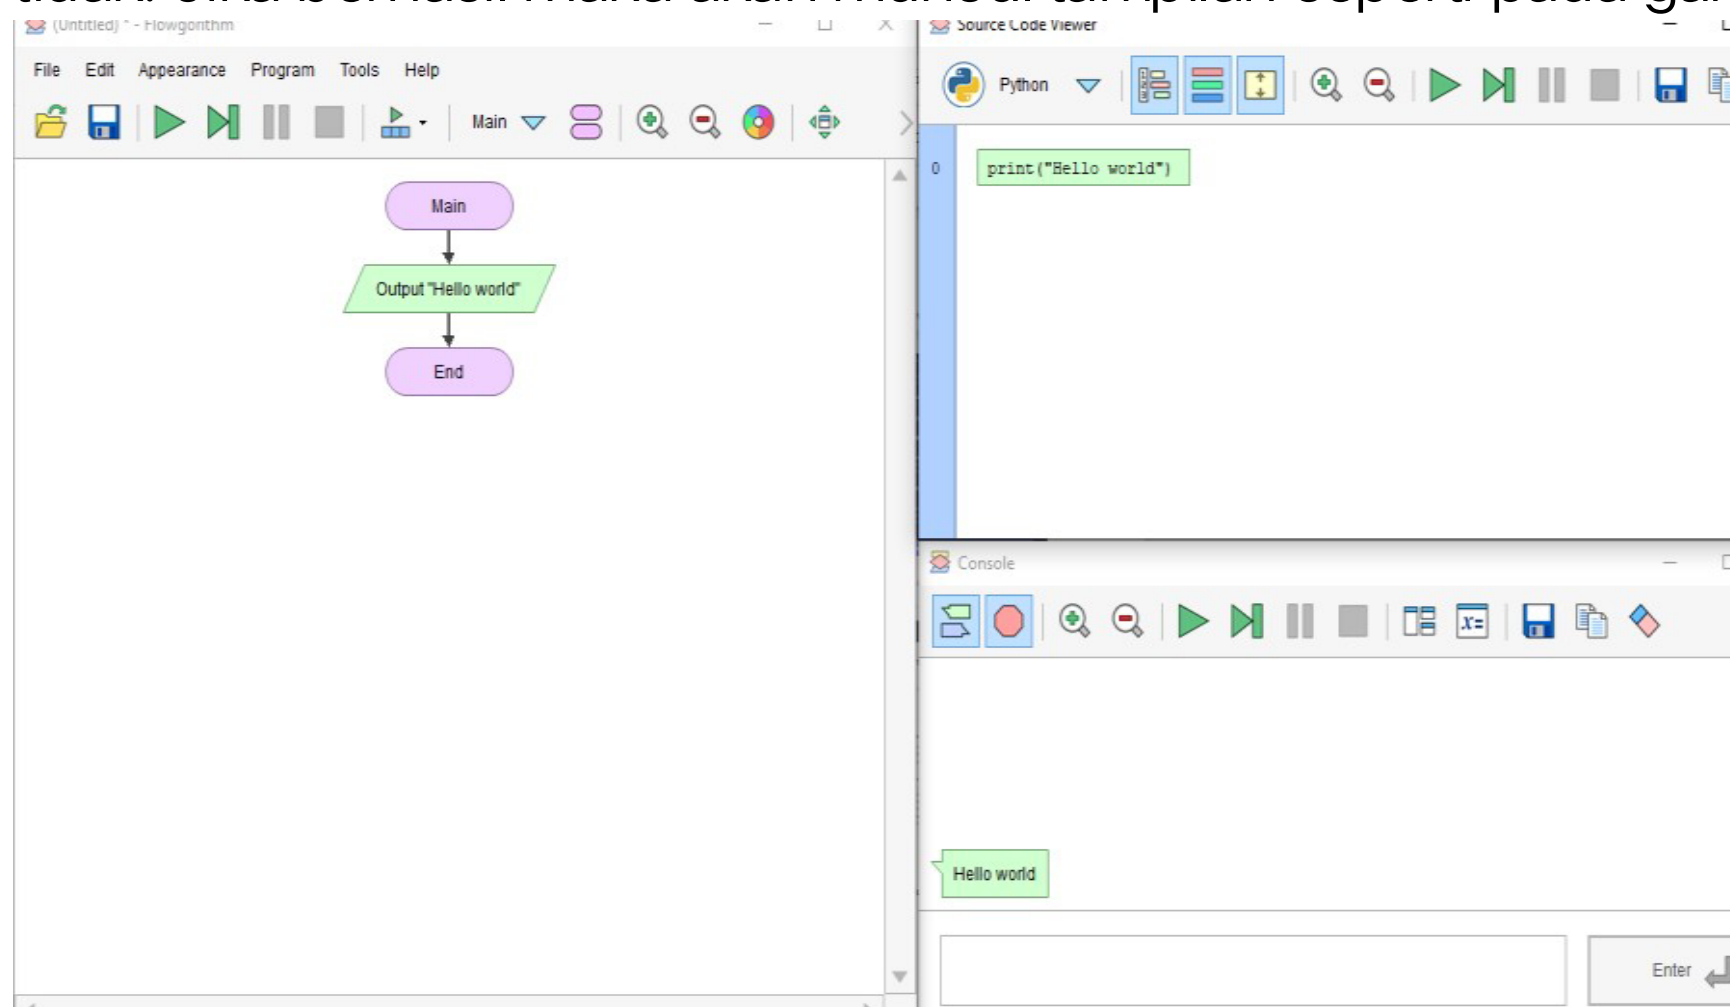 (Untitled) * - Flowgorithm
File Edit Appearance Program Tools Help
Main
Main
Output "Hello world"
End
Source Code Viewer
Python
0
print("Hello world")
Console
x=
Hello world
Enter